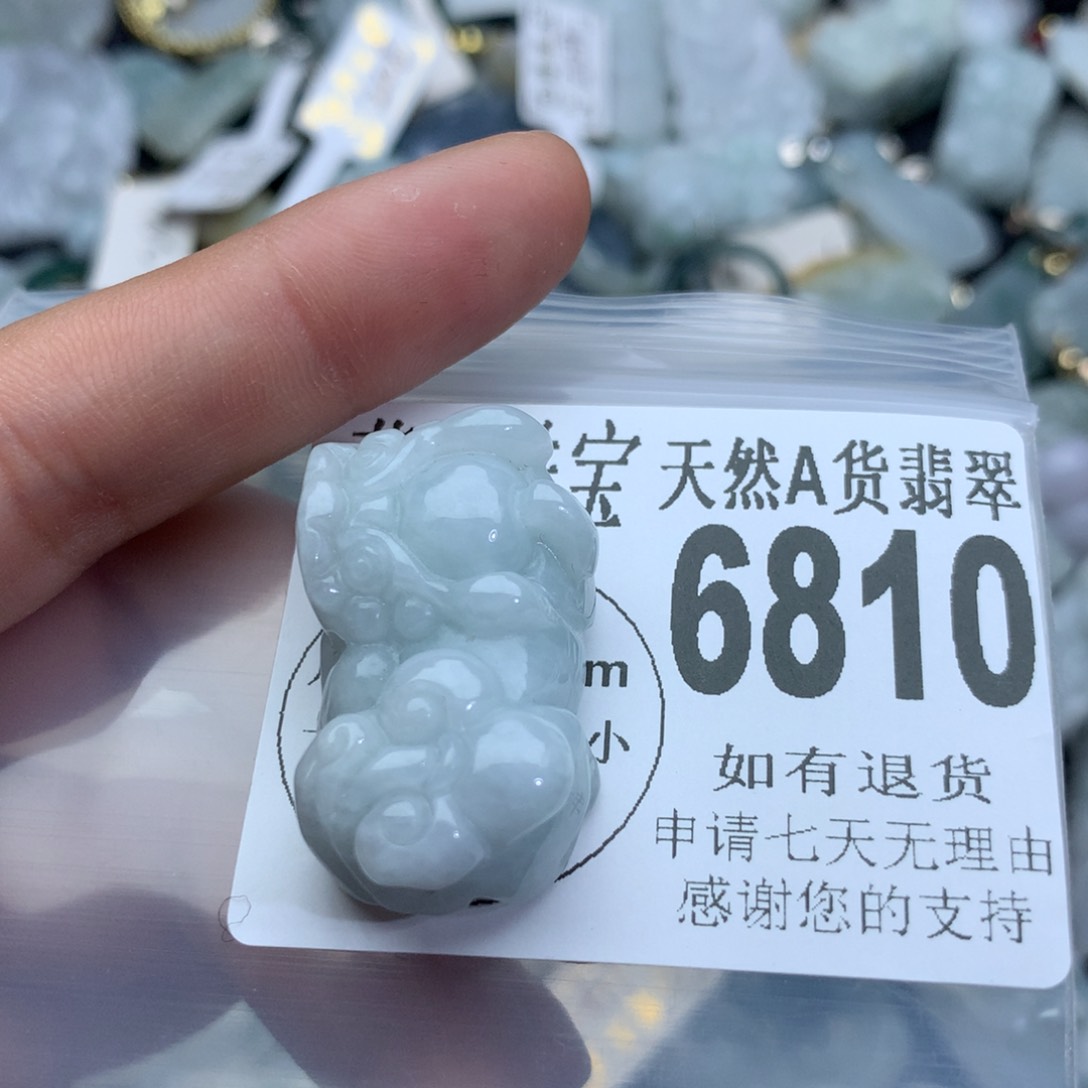 宝 天然A货翡翠
6810
m
小
如有退货
申请七天无理由
感谢您的支持